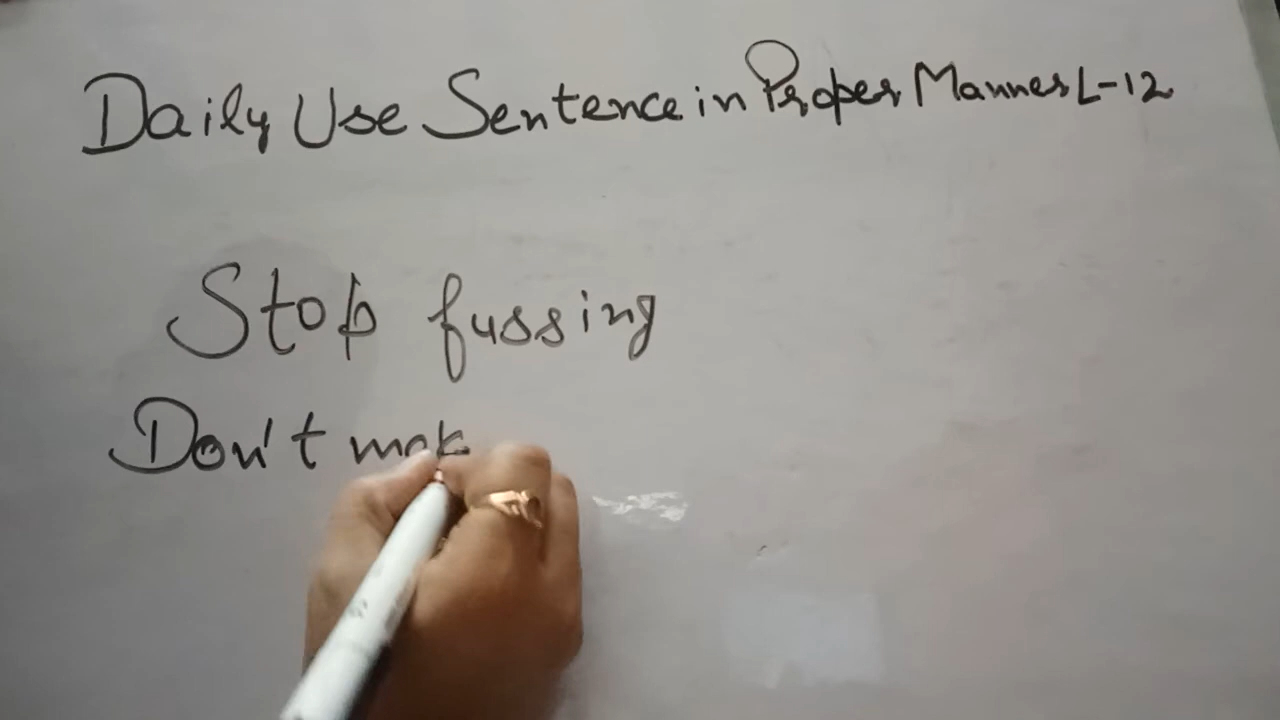 Daily Use Sentence in Proper Manner L-12
Stop fussing
Don't mak